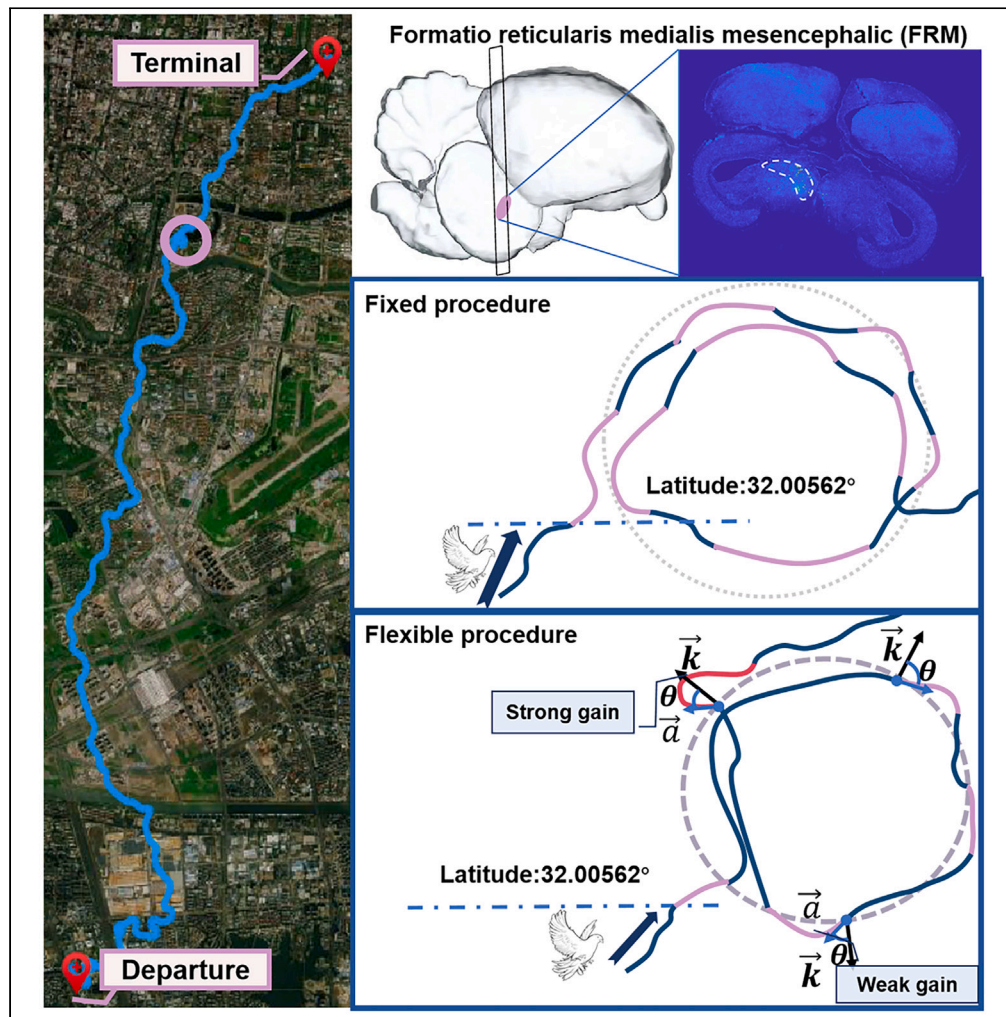 Terminal
Departure
Formatio reticularis medialis mesencephalic (FRM)
Fixed procedure
Latitude:32.00562°
Flexible procedure
k⃗
θ
a⃗
Strong gain
k⃗
θ
Latitude:32.00562°
a⃗
θ
k⃗
Weak gain